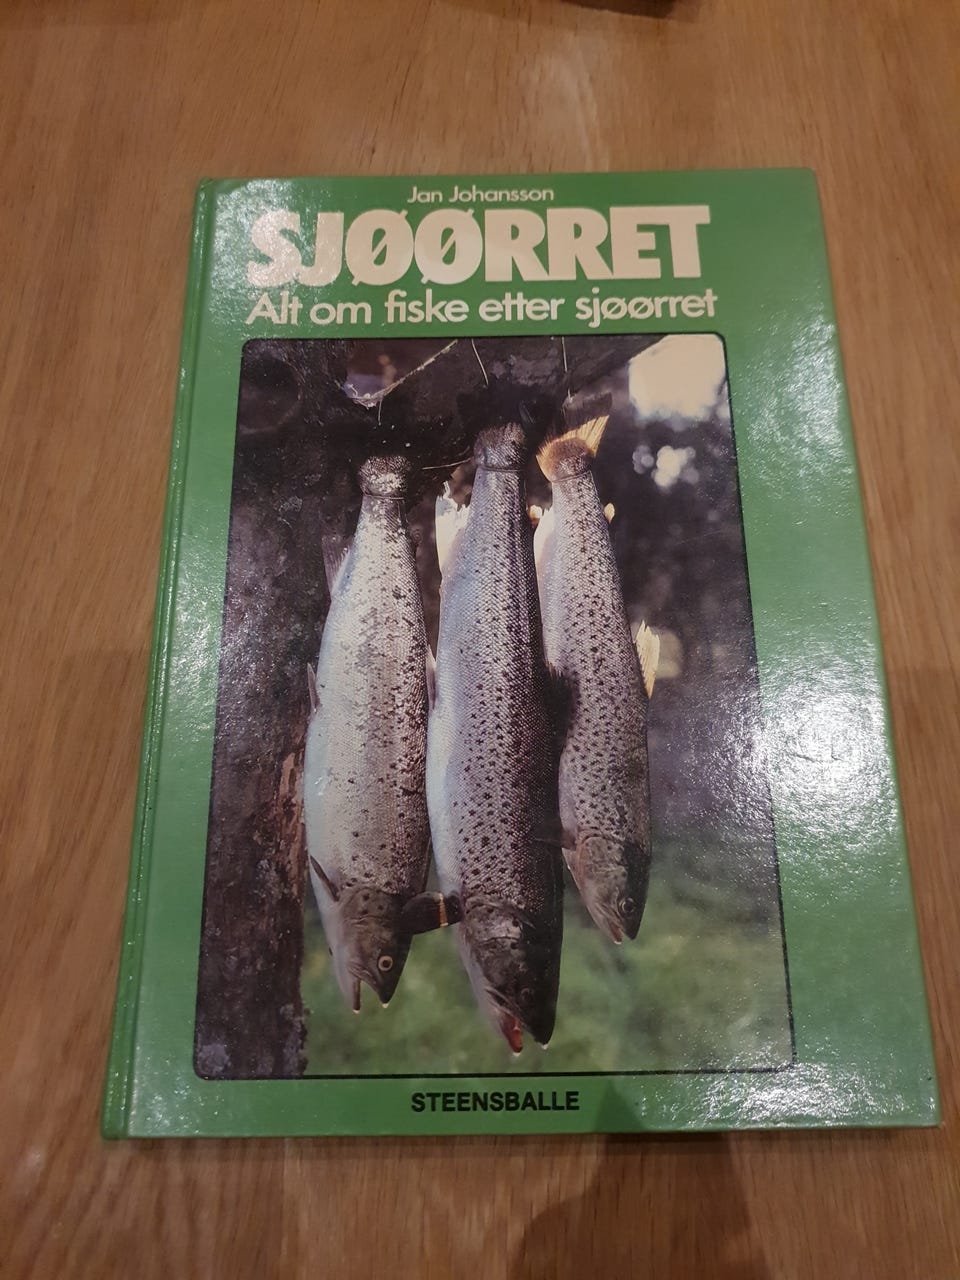 Jan Johansson
SJØØRRET
Alt om fiske etter sjøørret
STEENSBALLE